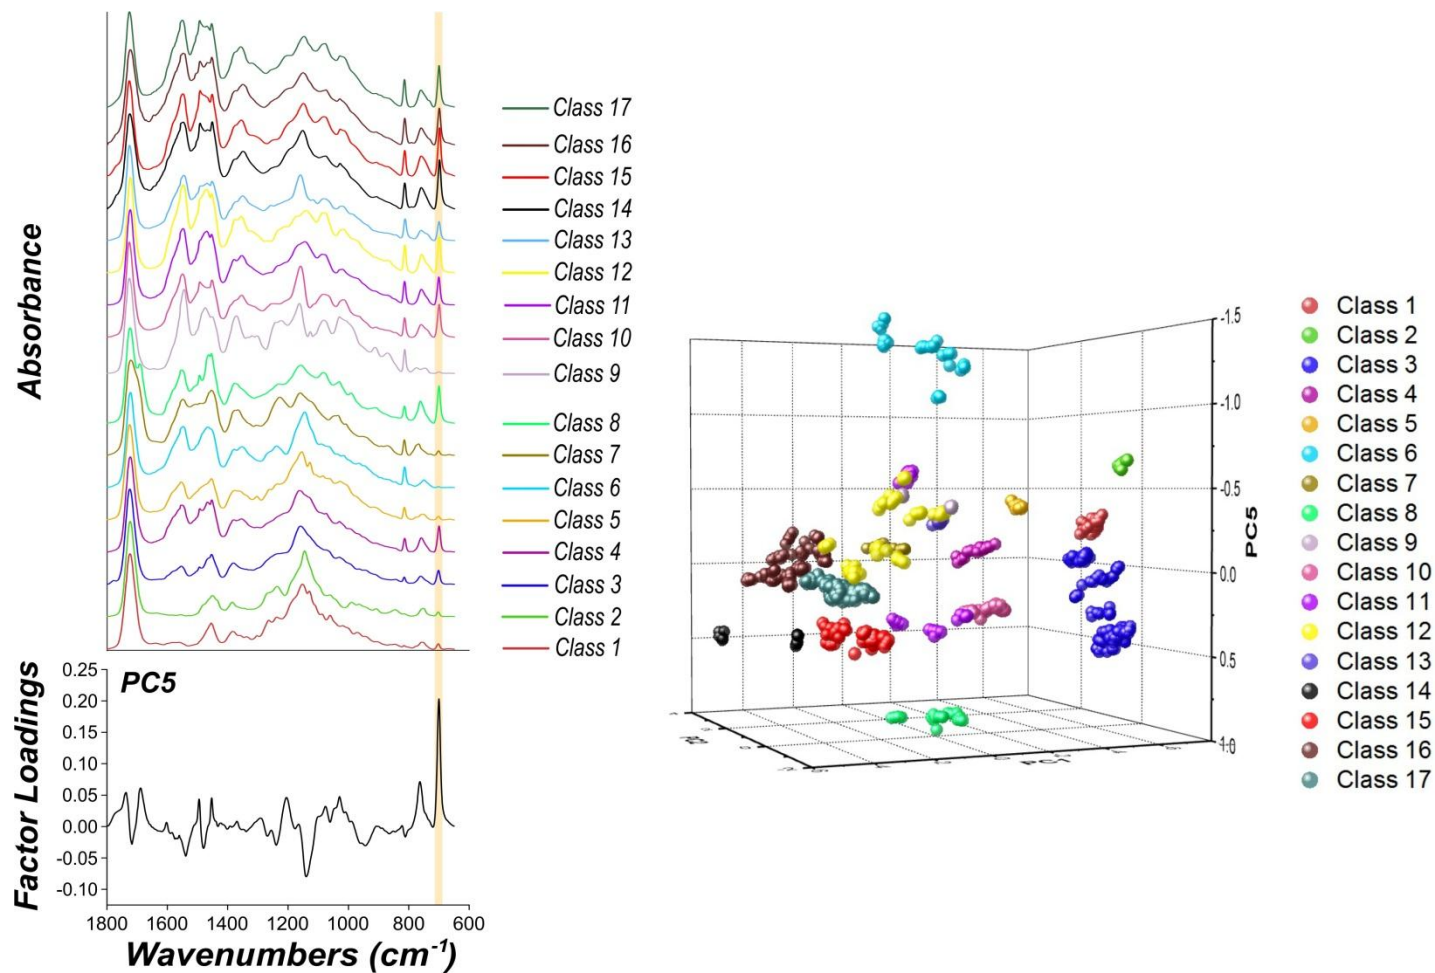 Absorbance
Class 17
Class 16
Class 15
Class 14
Class 13
Class 12
Class 11
Class 10
Class 9
Class 8
Class 7
Class 6
Class 5
Class 4
Class 3
Class 2
Class 1
Factor Loadings
PC5
0.25
0.20
0.15
0.10
0.05
0.00
-0.05
-0.10
1800 1600 1400 1200 1000 800 600
Wavenumbers (cm⁻¹)
-1.5
-1.0
-0.5
0.0
0.5
1.0
PC5
PC1
Class 1
Class 2
Class 3
Class 4
Class 5
Class 6
Class 7
Class 8
Class 9
Class 10
Class 11
Class 12
Class 13
Class 14
Class 15
Class 16
Class 17